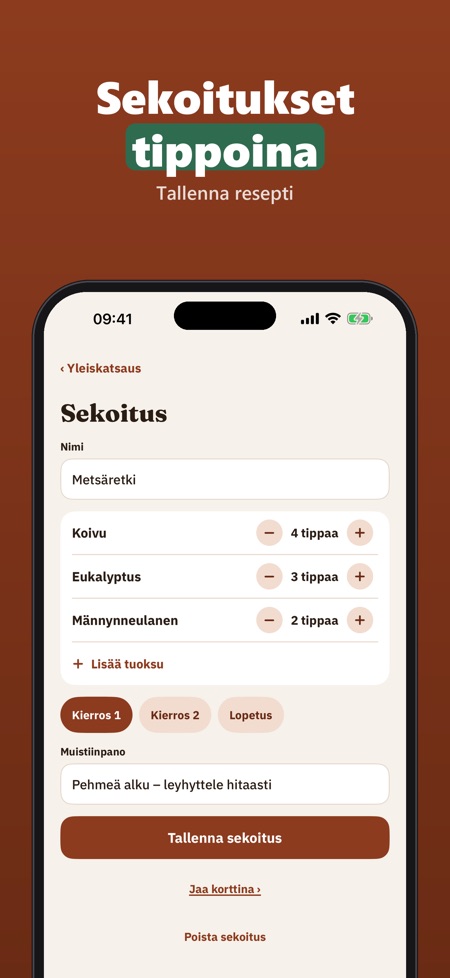 Sekoitukset
tippoina
Tallenna resepti
09:41
‹ Yleiskatsaus
Sekoitus
Nimi
Metsäretki
Koivu − 4 tippaa +
Eukalyptus − 3 tippaa +
Männynneulanen − 2 tippaa +
+ Lisää tuoksu
Kierros 1 Kierros 2 Lopetus
Muistiinpano
Pehmeä alku – leyhyttele hitaasti
Tallenna sekoitus
Jaa korttina ›
Poista sekoitus